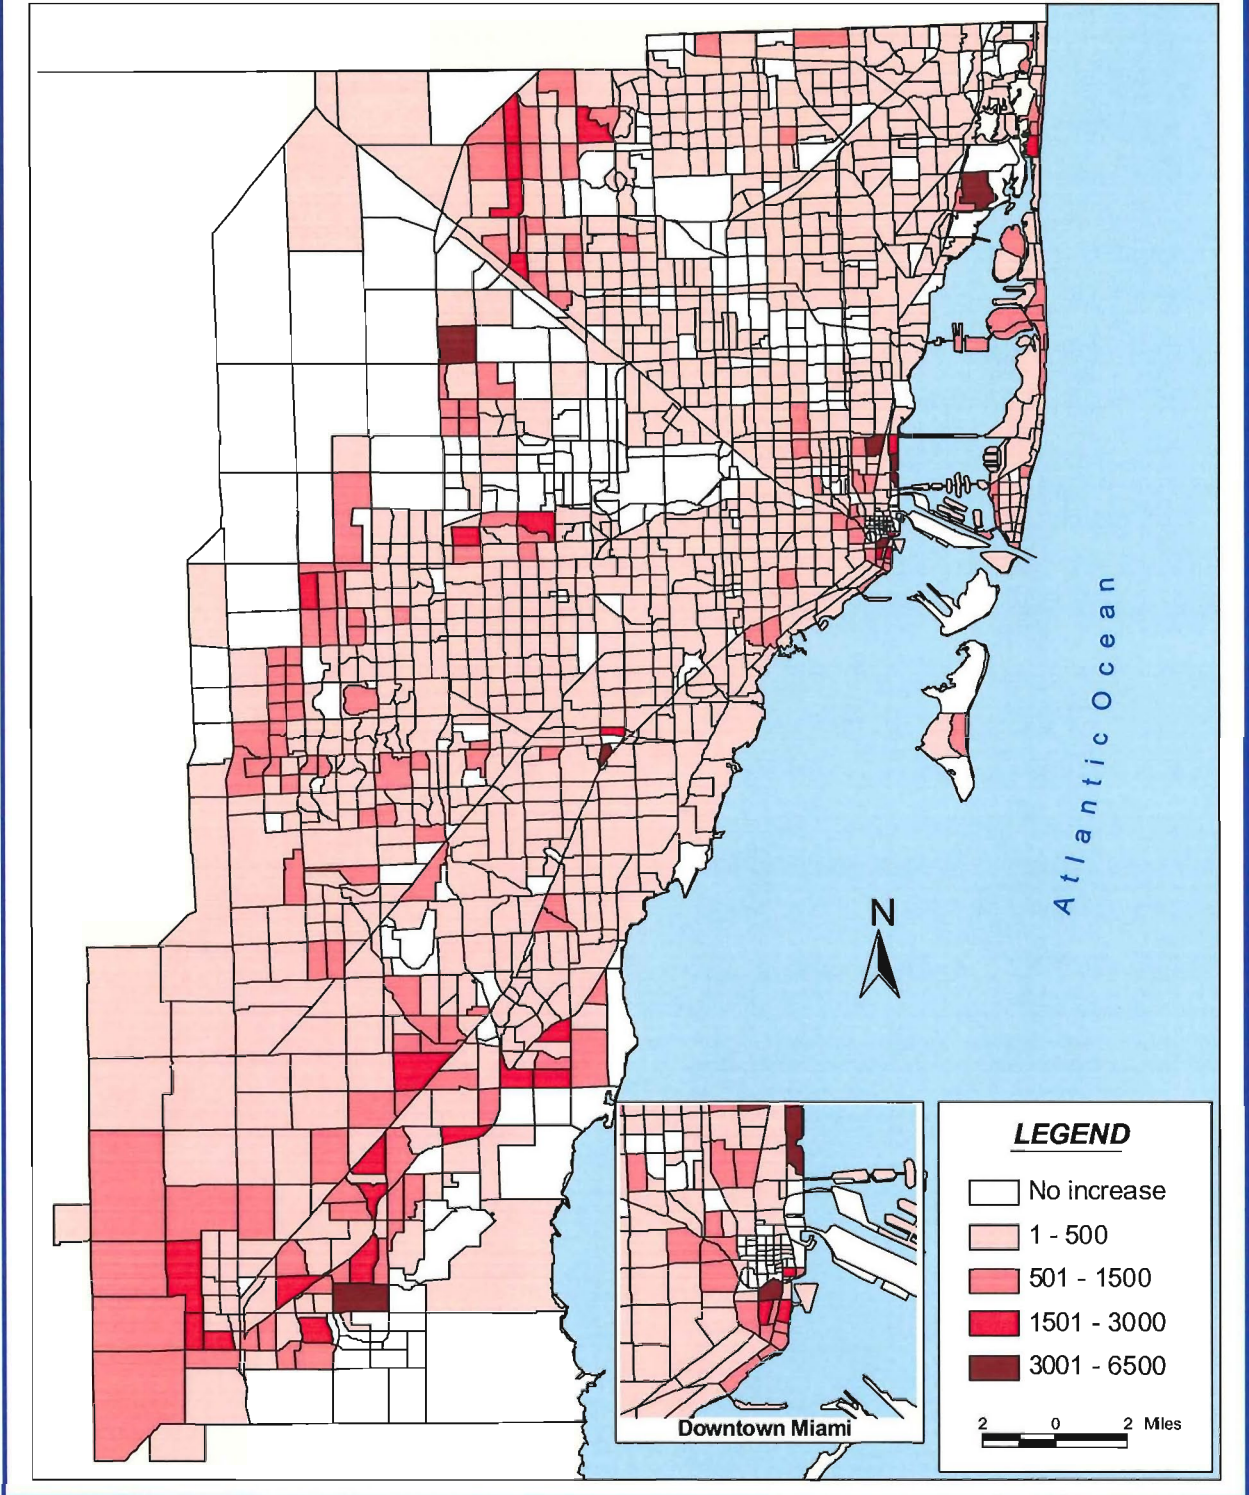 Atlantic Ocean
N
LEGEND
No increase
1 - 500
501 - 1500
1501 - 3000
3001 - 6500
2 0 2 Miles
Downtown Miami